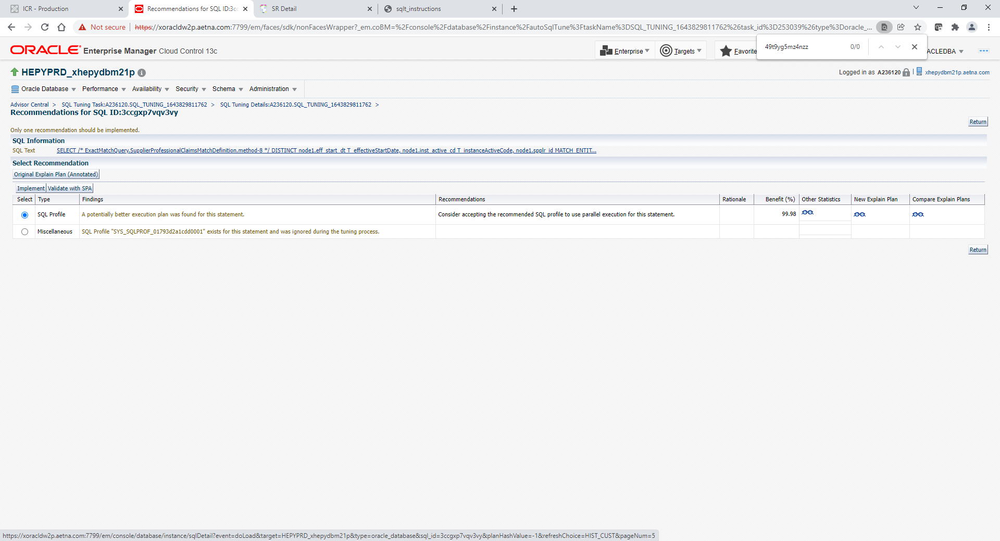 ICR - Production
Recommendations for SQL ID:3cc
SR Detail
sqlt_instructions
Not secure
https://xoracldw2p.aetna.com:7799/em/faces/sdk/nonFacesWrapper?_em.coBM=%2Fconsole%2Fdatabase%2Finstance%2FautoSqlTune%3FtaskName%3DSQL_TUNING_1643829811762%26task_id%3D253039%26type%3Doracle_...
ORACLE Enterprise Manager Cloud Control 13c
Enterprise
Targets
Favorite
49t9yg5mz4nzz 0/0
ACLEDBA
HEPYPRD_xhepydbm21p
Logged in as A236120
xhepydbm21p.aetna.com
Oracle Database Performance Availability Security Schema Administration
Advisor Central > SQL Tuning Task:A236120.SQL_TUNING_1643829811762 > SQL Tuning Details:A236120.SQL_TUNING_1643829811762 >
Recommendations for SQL ID:3ccgxp7vqv3vy
Return
Only one recommendation should be implemented.
SQL Information
SQL Text SELECT /* ExactMatchQuery.SupplierProfessionalClaimsMatchDefinition.method-8 */ DISTINCT node1.eff_start_dt T_effectiveStartDate, node1.inst_active_cd T_instanceActiveCode, node1.spplr_id MATCH_ENTIT...
Select Recommendation
Original Explain Plan (Annotated)
Implement Validate with SPA
Select Type Findings Recommendations Rationale Benefit (%) Other Statistics New Explain Plan Compare Explain Plans
SQL Profile A potentially better execution plan was found for this statement. Consider accepting the recommended SQL profile to use parallel execution for this statement. 99.98
Miscellaneous SQL Profile "SYS_SQLPROF_01793d2a1cdd0001" exists for this statement and was ignored during the tuning process.
Return
https://xoracldw2p.aetna.com:7799/em/console/database/instance/sqlDetail?event=doLoad&target=HEPYPRD_xhepydbm21p&type=oracle_database&sql_id=3ccgxp7vqv3vy&planHashValue=-1&refreshChoice=HIST_CUST&pageNum=5